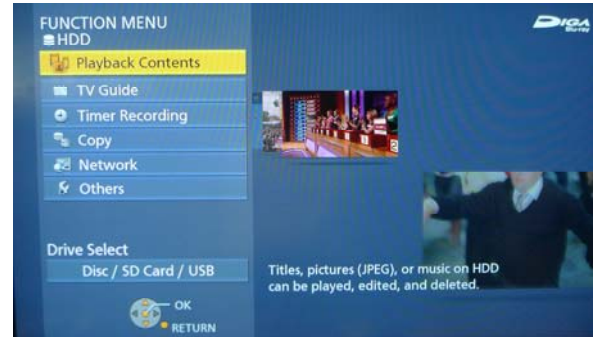 FUNCTION MENU
HDD
DIGA
Playback Contents
TV Guide
Timer Recording
Copy
Network
Others
Drive Select
Disc / SD Card / USB
Titles, pictures (JPEG), or music on HDD
can be played, edited, and deleted.
OK
RETURN